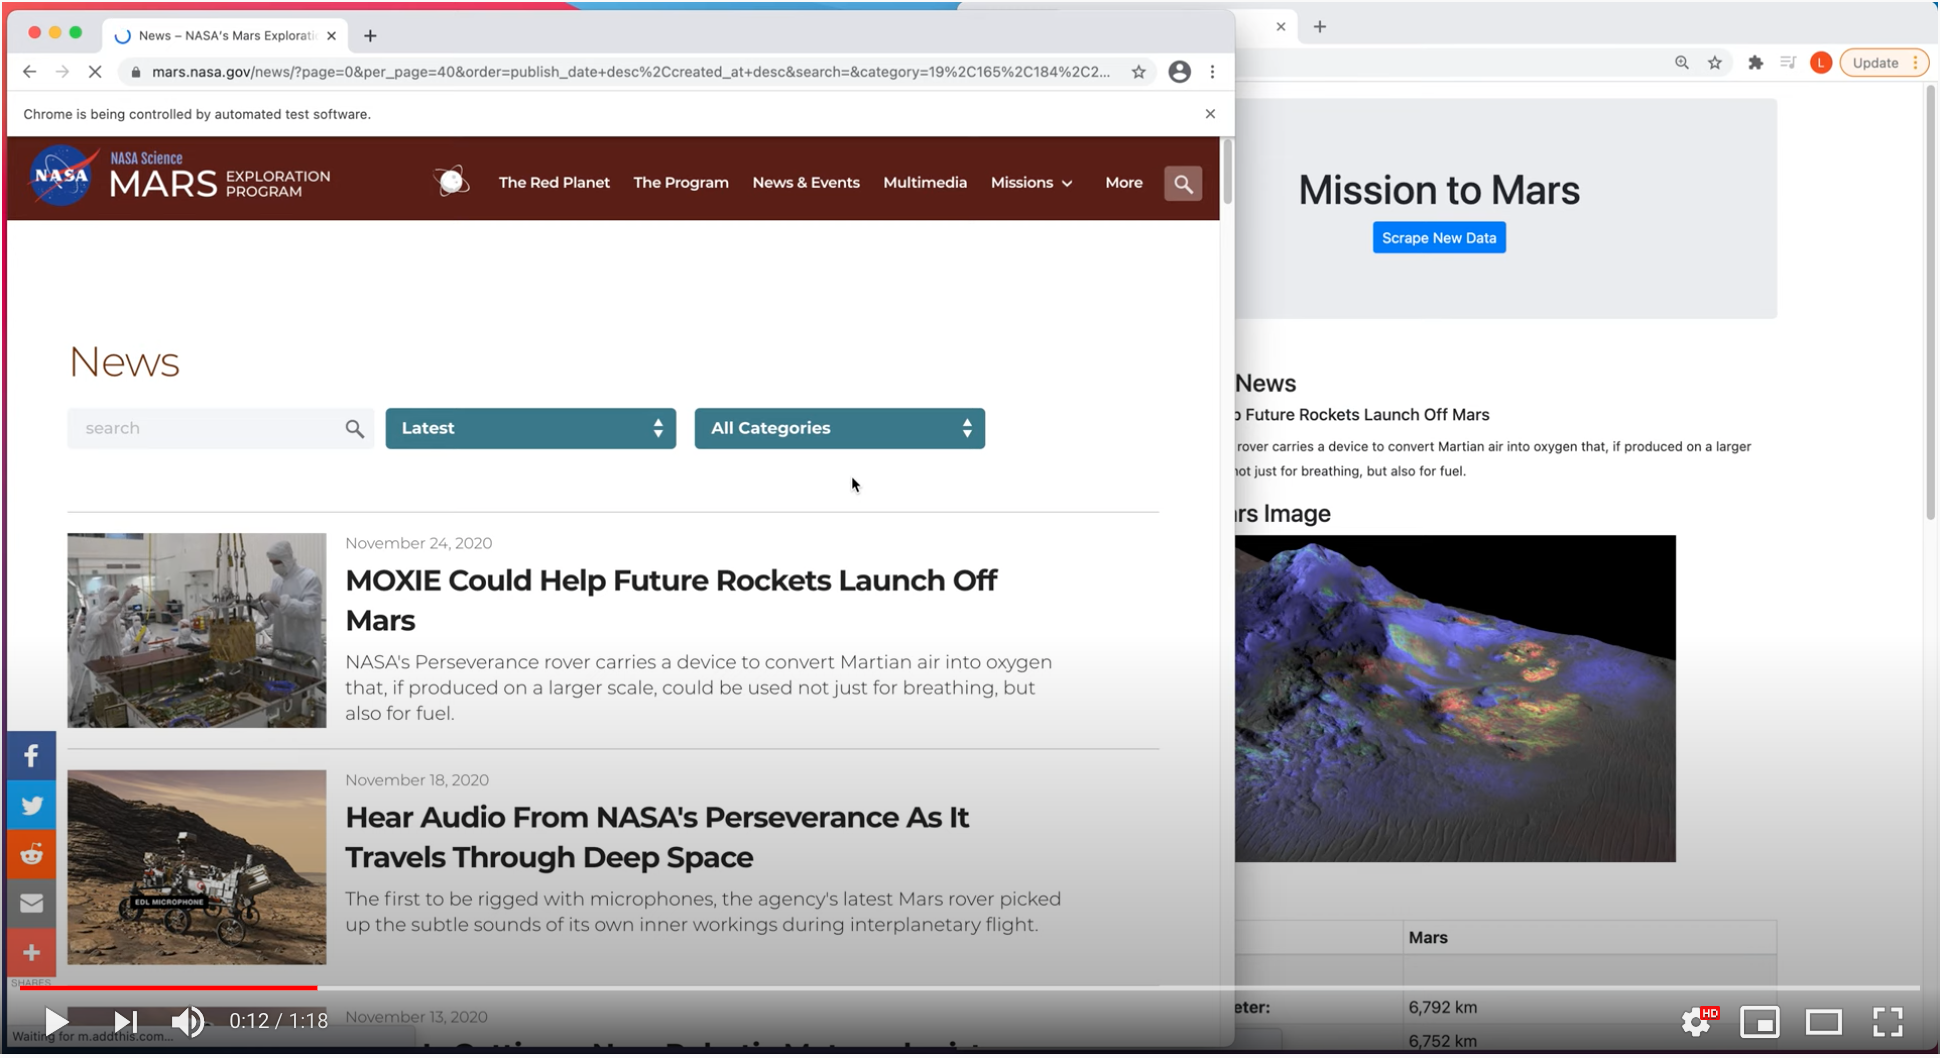 News – NASA's Mars Explorati
mars.nasa.gov/news/?page=0&per_page=40&order=publish_date+desc%2Ccreated_at+desc&search=&category=19%2C165%2C184%2C2...
L
Update
Chrome is being controlled by automated test software.
NASA
NASA Science
MARS
EXPLORATION
PROGRAM
The Red Planet
The Program
News & Events
Multimedia
Missions
More
News
search
Latest
All Categories
November 24, 2020
MOXIE Could Help Future Rockets Launch Off
Mars
NASA's Perseverance rover carries a device to convert Martian air into oxygen
that, if produced on a larger scale, could be used not just for breathing, but
also for fuel.
November 18, 2020
Hear Audio From NASA's Perseverance As It
Travels Through Deep Space
EDL MICROPHONE
The first to be rigged with microphones, the agency's latest Mars rover picked
up the subtle sounds of its own inner workings during interplanetary flight.
SHARES
November 13, 2020
0:12 / 1:18
Waiting for m.addthis.com...
Mission to Mars
Scrape New Data
News
Future Rockets Launch Off Mars
rover carries a device to convert Martian air into oxygen that, if produced on a larger
not just for breathing, but also for fuel.
rs Image
Mars
eter:
6,792 km
6,752 km
HD